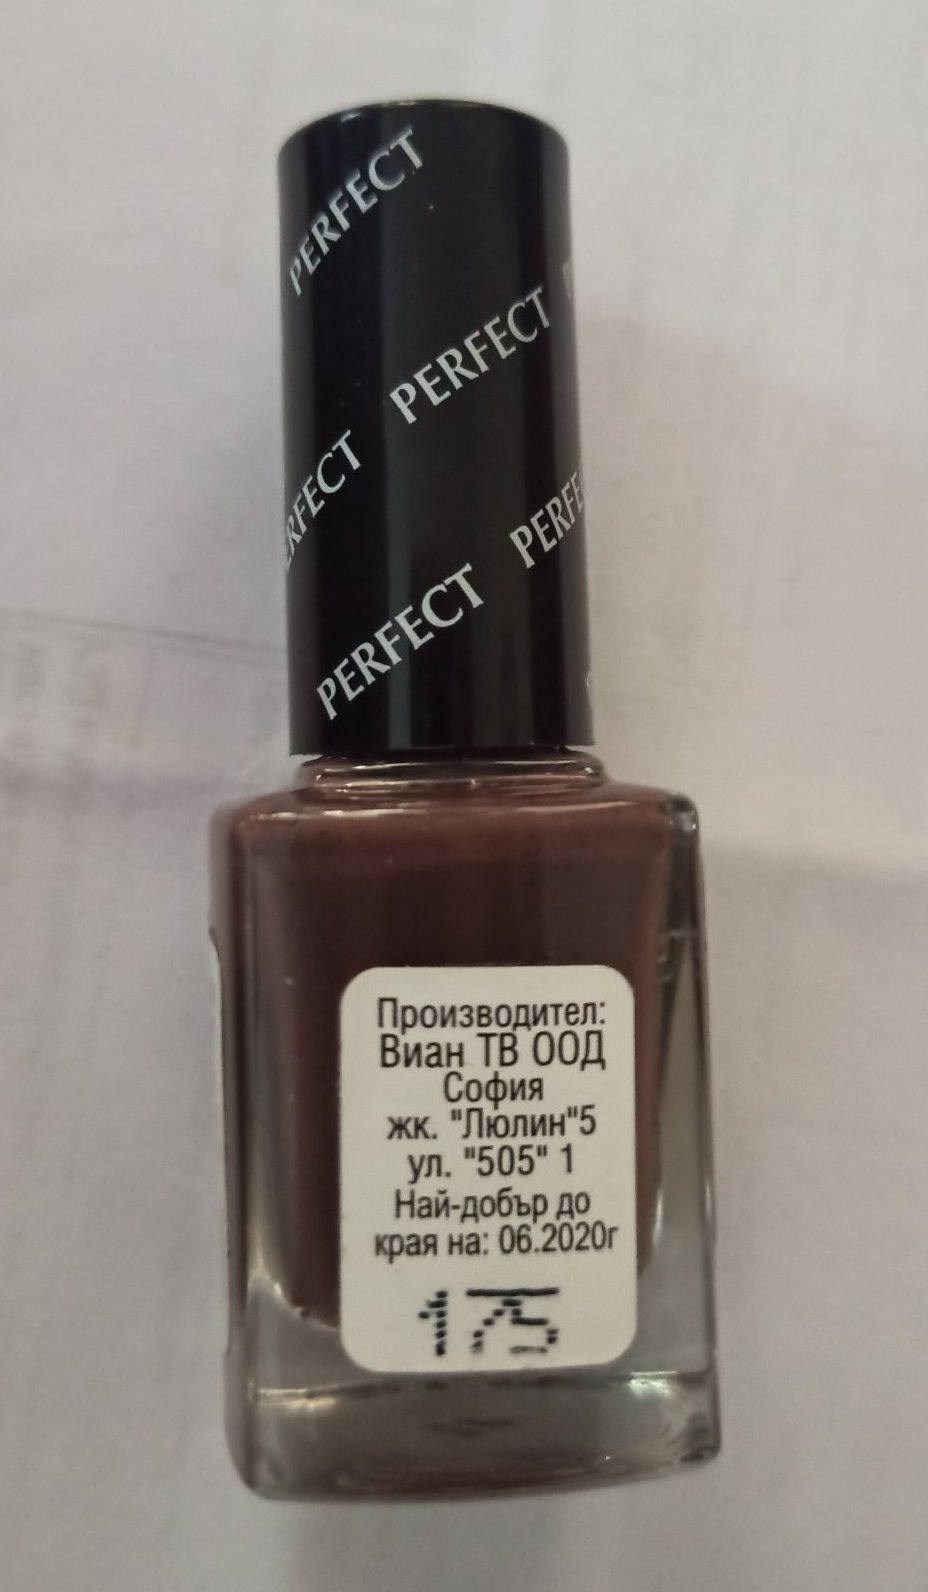 PERFECT
PERFECT
PERFECT
PERFECT
PERFECT
Производител:
Виан ТВ ООД
София
жк. "Люлин"5
ул. "505" 1
Най-добър до
края на: 06.2020г
175